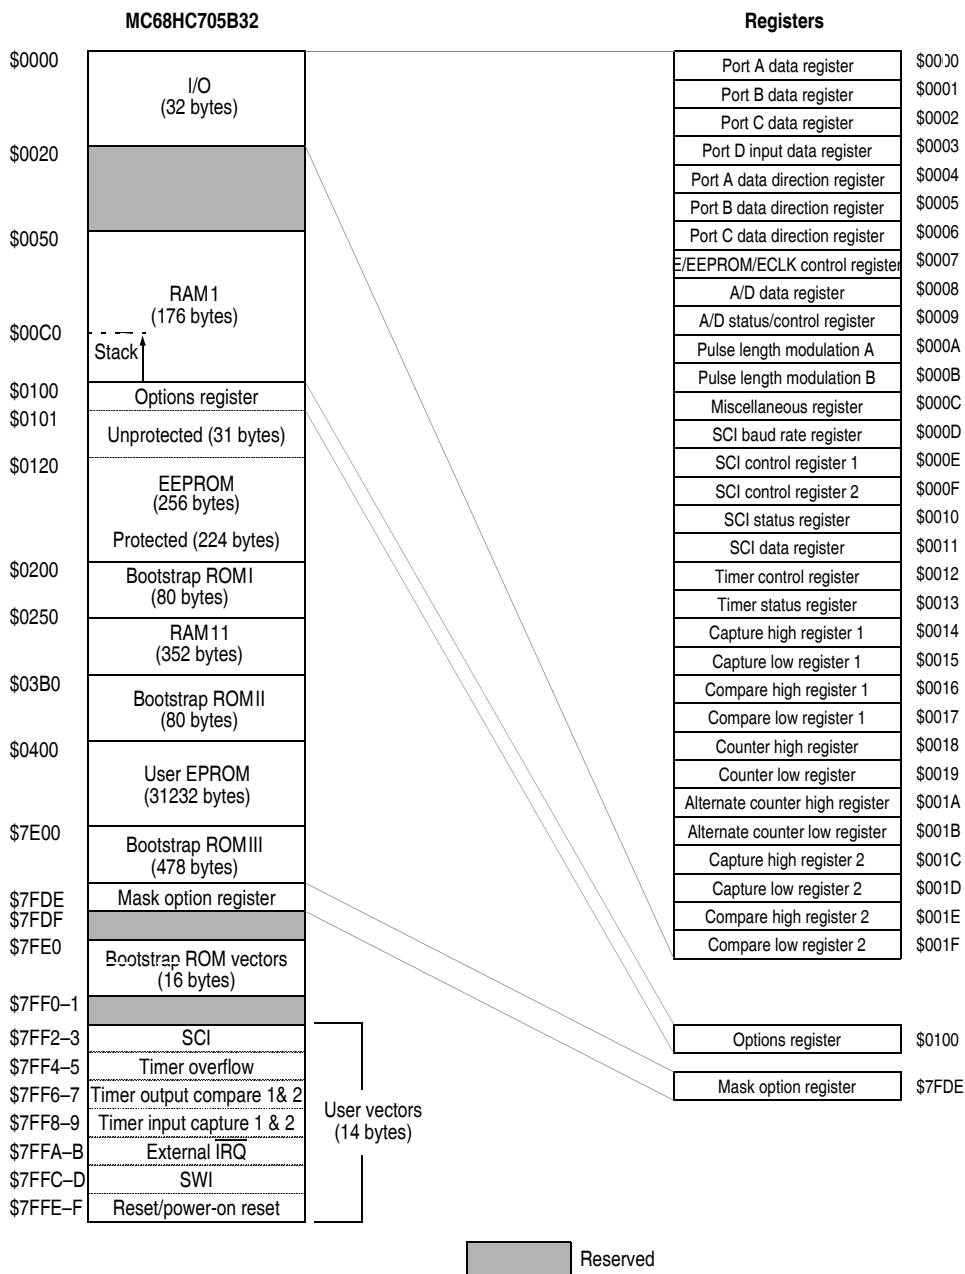 MC68HC705B32
$0000
I/O
(32 bytes)
$0020
$0050
RAM1
(176 bytes)
$00C0
Stack
$0100
Options register
$0101
Unprotected (31 bytes)
$0120
EEPROM
(256 bytes)
Protected (224 bytes)
$0200
Bootstrap ROMI
(80 bytes)
$0250
RAM11
(352 bytes)
$03B0
Bootstrap ROMII
(80 bytes)
$0400
User EPROM
(31232 bytes)
$7E00
Bootstrap ROMIII
(478 bytes)
$7FDE
Mask option register
$7FDF
$7FE0
Bootstrap ROM vectors
(16 bytes)
$7FF0–1
$7FF2–3 SCI
$7FF4–5 Timer overflow
$7FF6–7 Timer output compare 1& 2
$7FF8–9 Timer input capture 1 & 2
$7FFA–B External IRQ
$7FFC–D SWI
$7FFE–F Reset/power-on reset
User vectors
(14 bytes)
Registers
Port A data register $0000
Port B data register $0001
Port C data register $0002
Port D input data register $0003
Port A data direction register $0004
Port B data direction register $0005
Port C data direction register $0006
E/EEPROM/ECLK control register $0007
A/D data register $0008
A/D status/control register $0009
Pulse length modulation A $000A
Pulse length modulation B $000B
Miscellaneous register $000C
SCI baud rate register $000D
SCI control register 1 $000E
SCI control register 2 $000F
SCI status register $0010
SCI data register $0011
Timer control register $0012
Timer status register $0013
Capture high register 1 $0014
Capture low register 1 $0015
Compare high register 1 $0016
Compare low register 1 $0017
Counter high register $0018
Counter low register $0019
Alternate counter high register $001A
Alternate counter low register $001B
Capture high register 2 $001C
Capture low register 2 $001D
Compare high register 2 $001E
Compare low register 2 $001F
Options register $0100
Mask option register $7FDE
Reserved